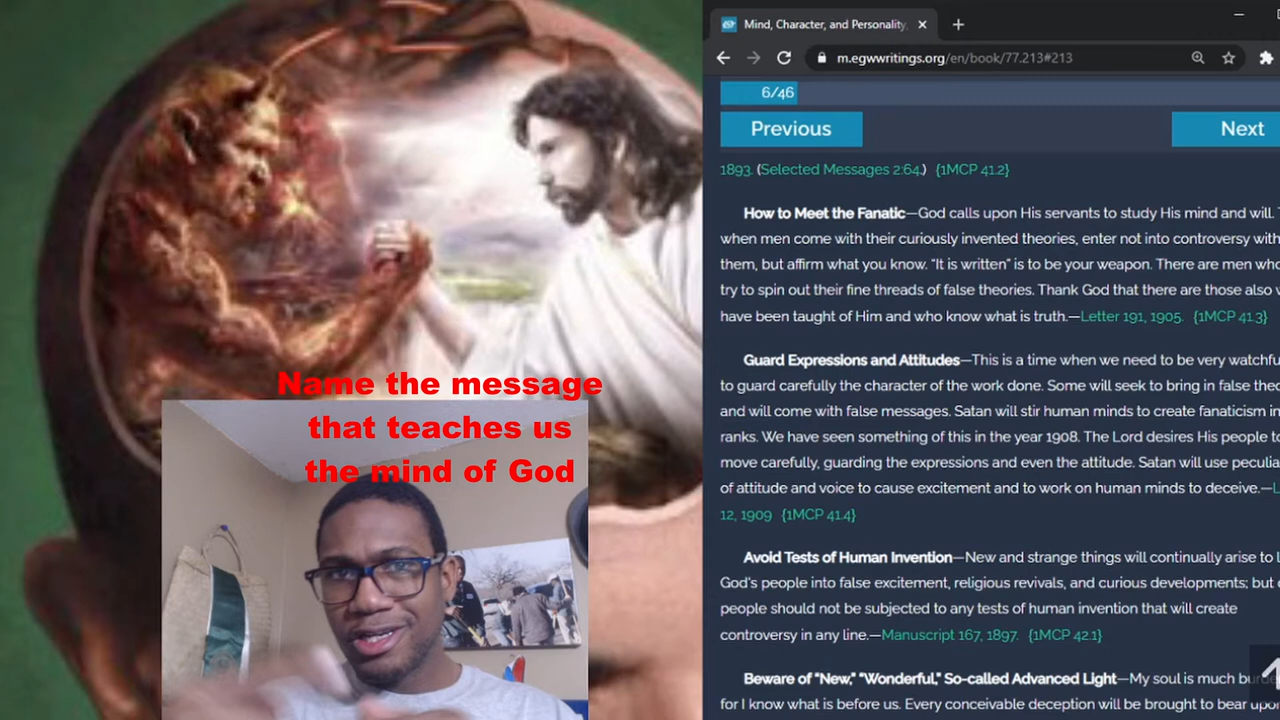 Name the message
that teaches us
the mind of God
Mind, Character, and Personality,
m.egwwritings.org/en/book/77.213#213
6/46
Previous
Next
1893. (Selected Messages 2:64.) {1MCP 41.2}
How to Meet the Fanatic—God calls upon His servants to study His mind and will.
when men come with their curiously invented theories, enter not into controversy with
them, but affirm what you know. “It is written” is to be your weapon. There are men who
try to spin out their fine threads of false theories. Thank God that there are those also
have been taught of Him and who know what is truth.—Letter 191, 1905. {1MCP 41.3}
Guard Expressions and Attitudes—This is a time when we need to be very watchfu
to guard carefully the character of the work done. Some will seek to bring in false theo
and will come with false messages. Satan will stir human minds to create fanaticism in
ranks. We have seen something of this in the year 1908. The Lord desires His people to
move carefully, guarding the expressions and even the attitude. Satan will use peculia
of attitude and voice to cause excitement and to work on human minds to deceive.—L
12, 1909 {1MCP 41.4}
Avoid Tests of Human Invention—New and strange things will continually arise to l
God's people into false excitement, religious revivals, and curious developments; but
people should not be subjected to any tests of human invention that will create
controversy in any line.—Manuscript 167, 1897. {1MCP 42.1}
Beware of “New,” “Wonderful,” So-called Advanced Light—My soul is much
for I know what is before us. Every conceivable deception will be brought to bear upon